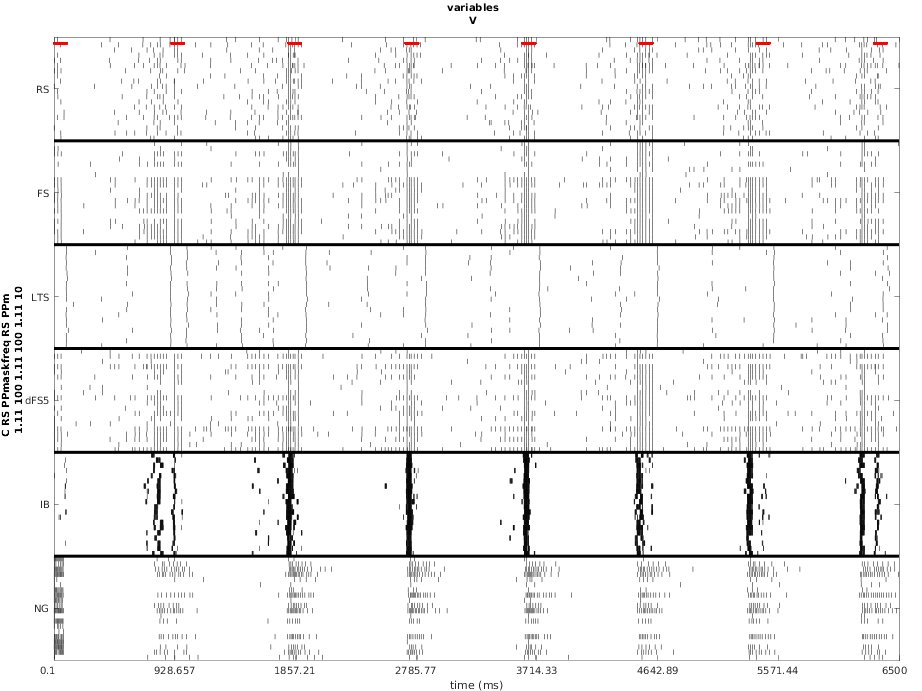 variables
V
C RS PPmaskfreq RS PPm
1.11 100 1.11 100 1.11 10
RS
FS
LTS
dFS5
IB
NG
0.1 928.657 1857.21 2785.77 3714.33 4642.89 5571.44 6500
time (ms)